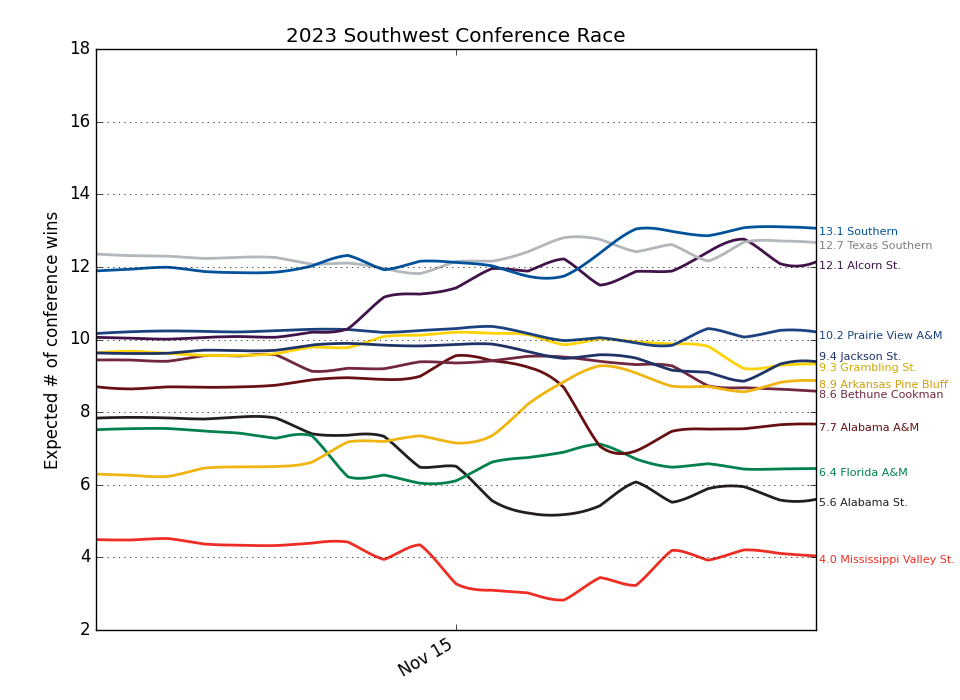 2023 Southwest Conference Race
Expected # of conference wins
18
16
14
12
10
8
6
4
2
Nov 15
13.1 Southern
12.7 Texas Southern
12.1 Alcorn St.
10.2 Prairie View A&M
9.4 Jackson St.
9.3 Grambling St.
8.9 Arkansas Pine Bluff
8.6 Bethune Cookman
7.7 Alabama A&M
6.4 Florida A&M
5.6 Alabama St.
4.0 Mississippi Valley St.